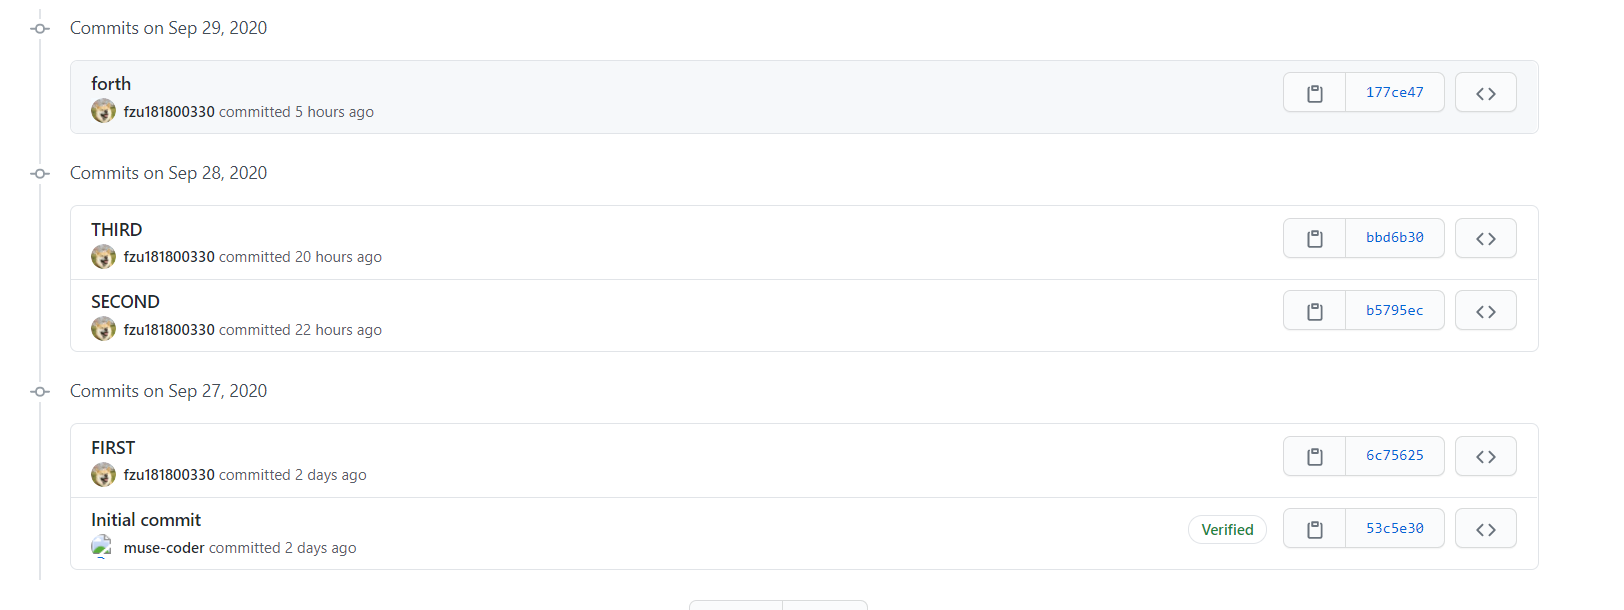 Commits on Sep 29, 2020
forth
fzu181800330 committed 5 hours ago
177ce47
Commits on Sep 28, 2020
THIRD
fzu181800330 committed 20 hours ago
bbd6b30
SECOND
fzu181800330 committed 22 hours ago
b5795ec
Commits on Sep 27, 2020
FIRST
fzu181800330 committed 2 days ago
6c75625
Initial commit
muse-coder committed 2 days ago
Verified
53c5e30